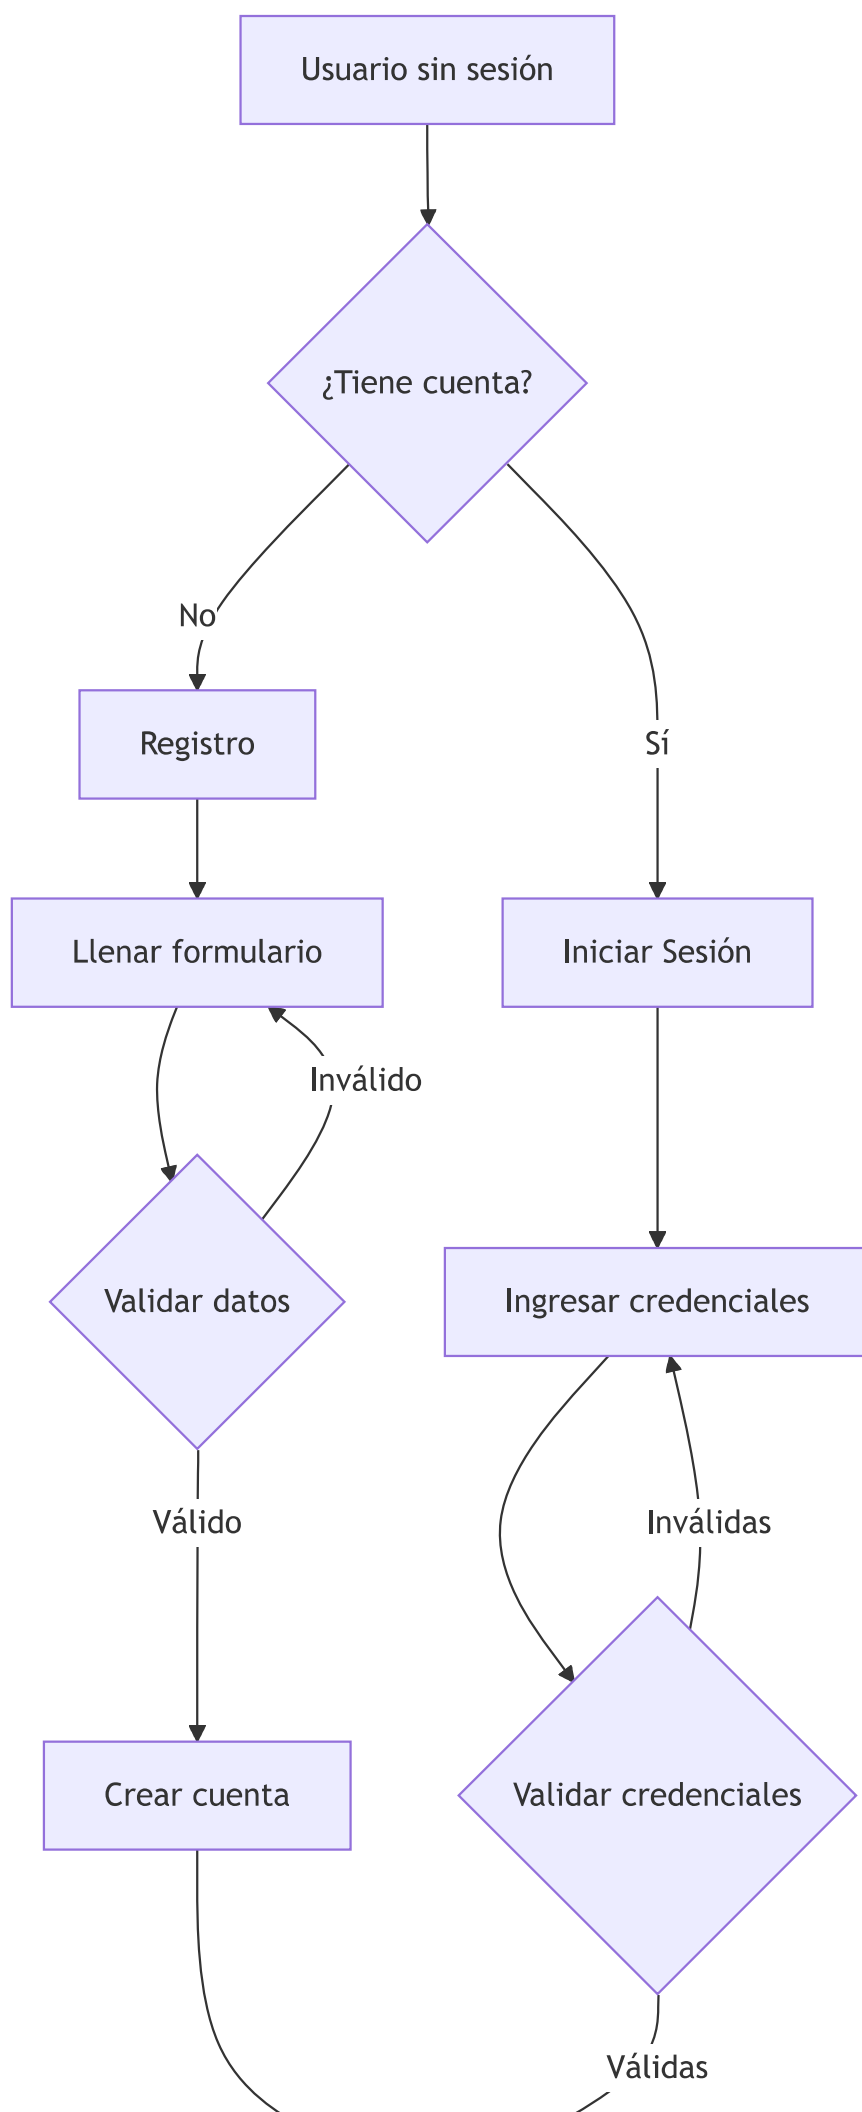 Usuario sin sesión
¿Tiene cuenta?
No
Registro
Sí
Llenar formulario
Iniciar Sesión
Inválido
Validar datos
Ingresar credenciales
Válido
Inválidas
Crear cuenta
Validar credenciales
Válidas